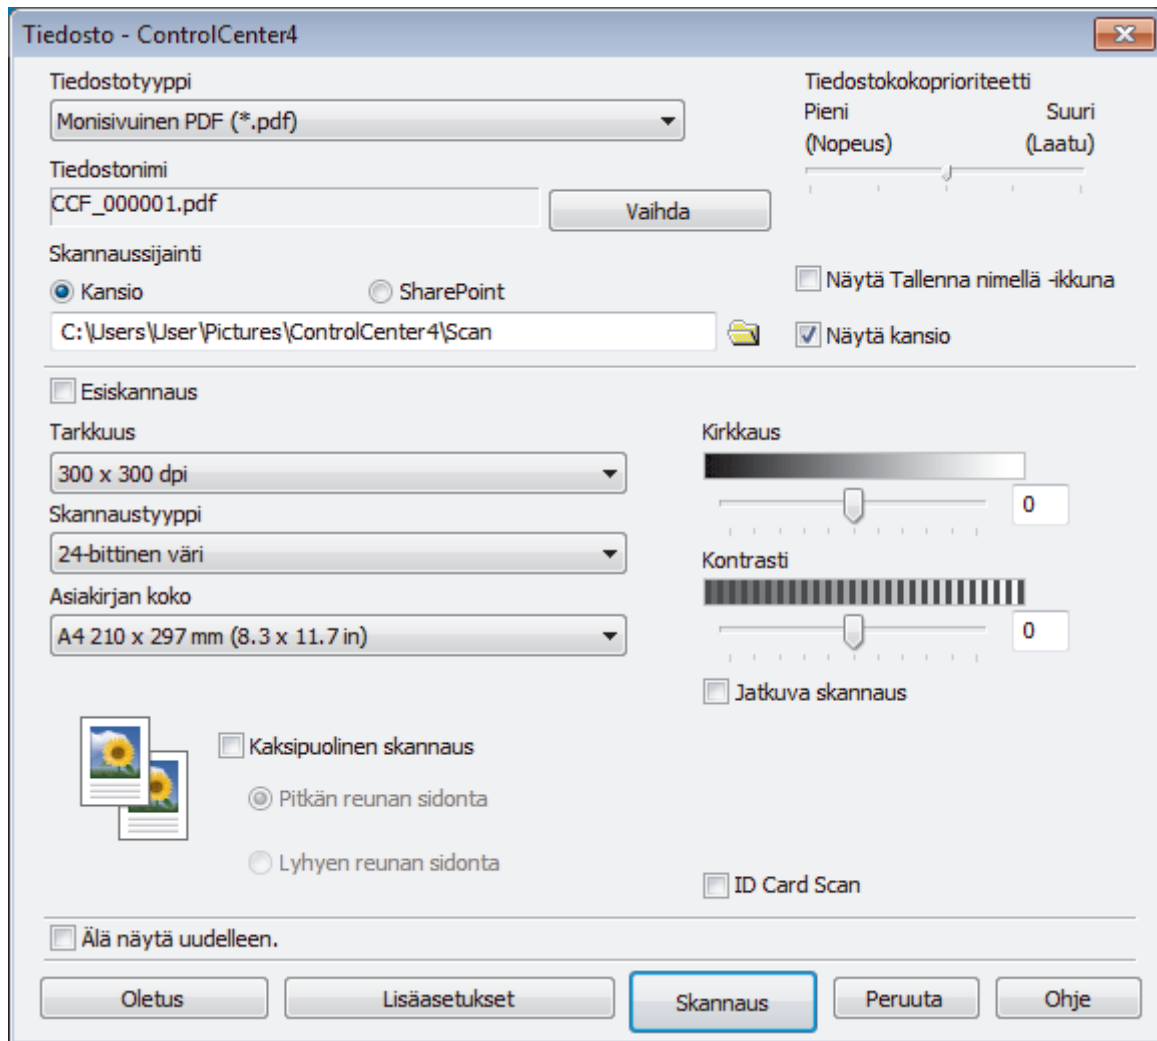 Tiedosto - ControlCenter4
Tiedostotyyppi
Monisivuinen PDF (*.pdf)
Tiedostokokoprioriteetti
Pieni Suuri
(Nopeus) (Laatu)
Tiedostonimi
CCF_000001.pdf
Vaihda
Skannaussijainti
Kansio SharePoint
Näytä Tallenna nimellä -ikkuna
C:\Users\User\Pictures\ControlCenter4\Scan
Näytä kansio
Esiskannaus
Tarkkuus
300 x 300 dpi
Skannaustyyppi
24-bittinen väri
Asiakirjan koko
A4 210 x 297 mm (8.3 x 11.7 in)
Kirkkaus
0
Kontrasti
0
Jatkuva skannaus
Kaksipuolinen skannaus
Pitkän reunan sidonta
Lyhyen reunan sidonta
ID Card Scan
Älä näytä uudelleen.
Oletus Lisäasetukset Skannaus Peruuta Ohje